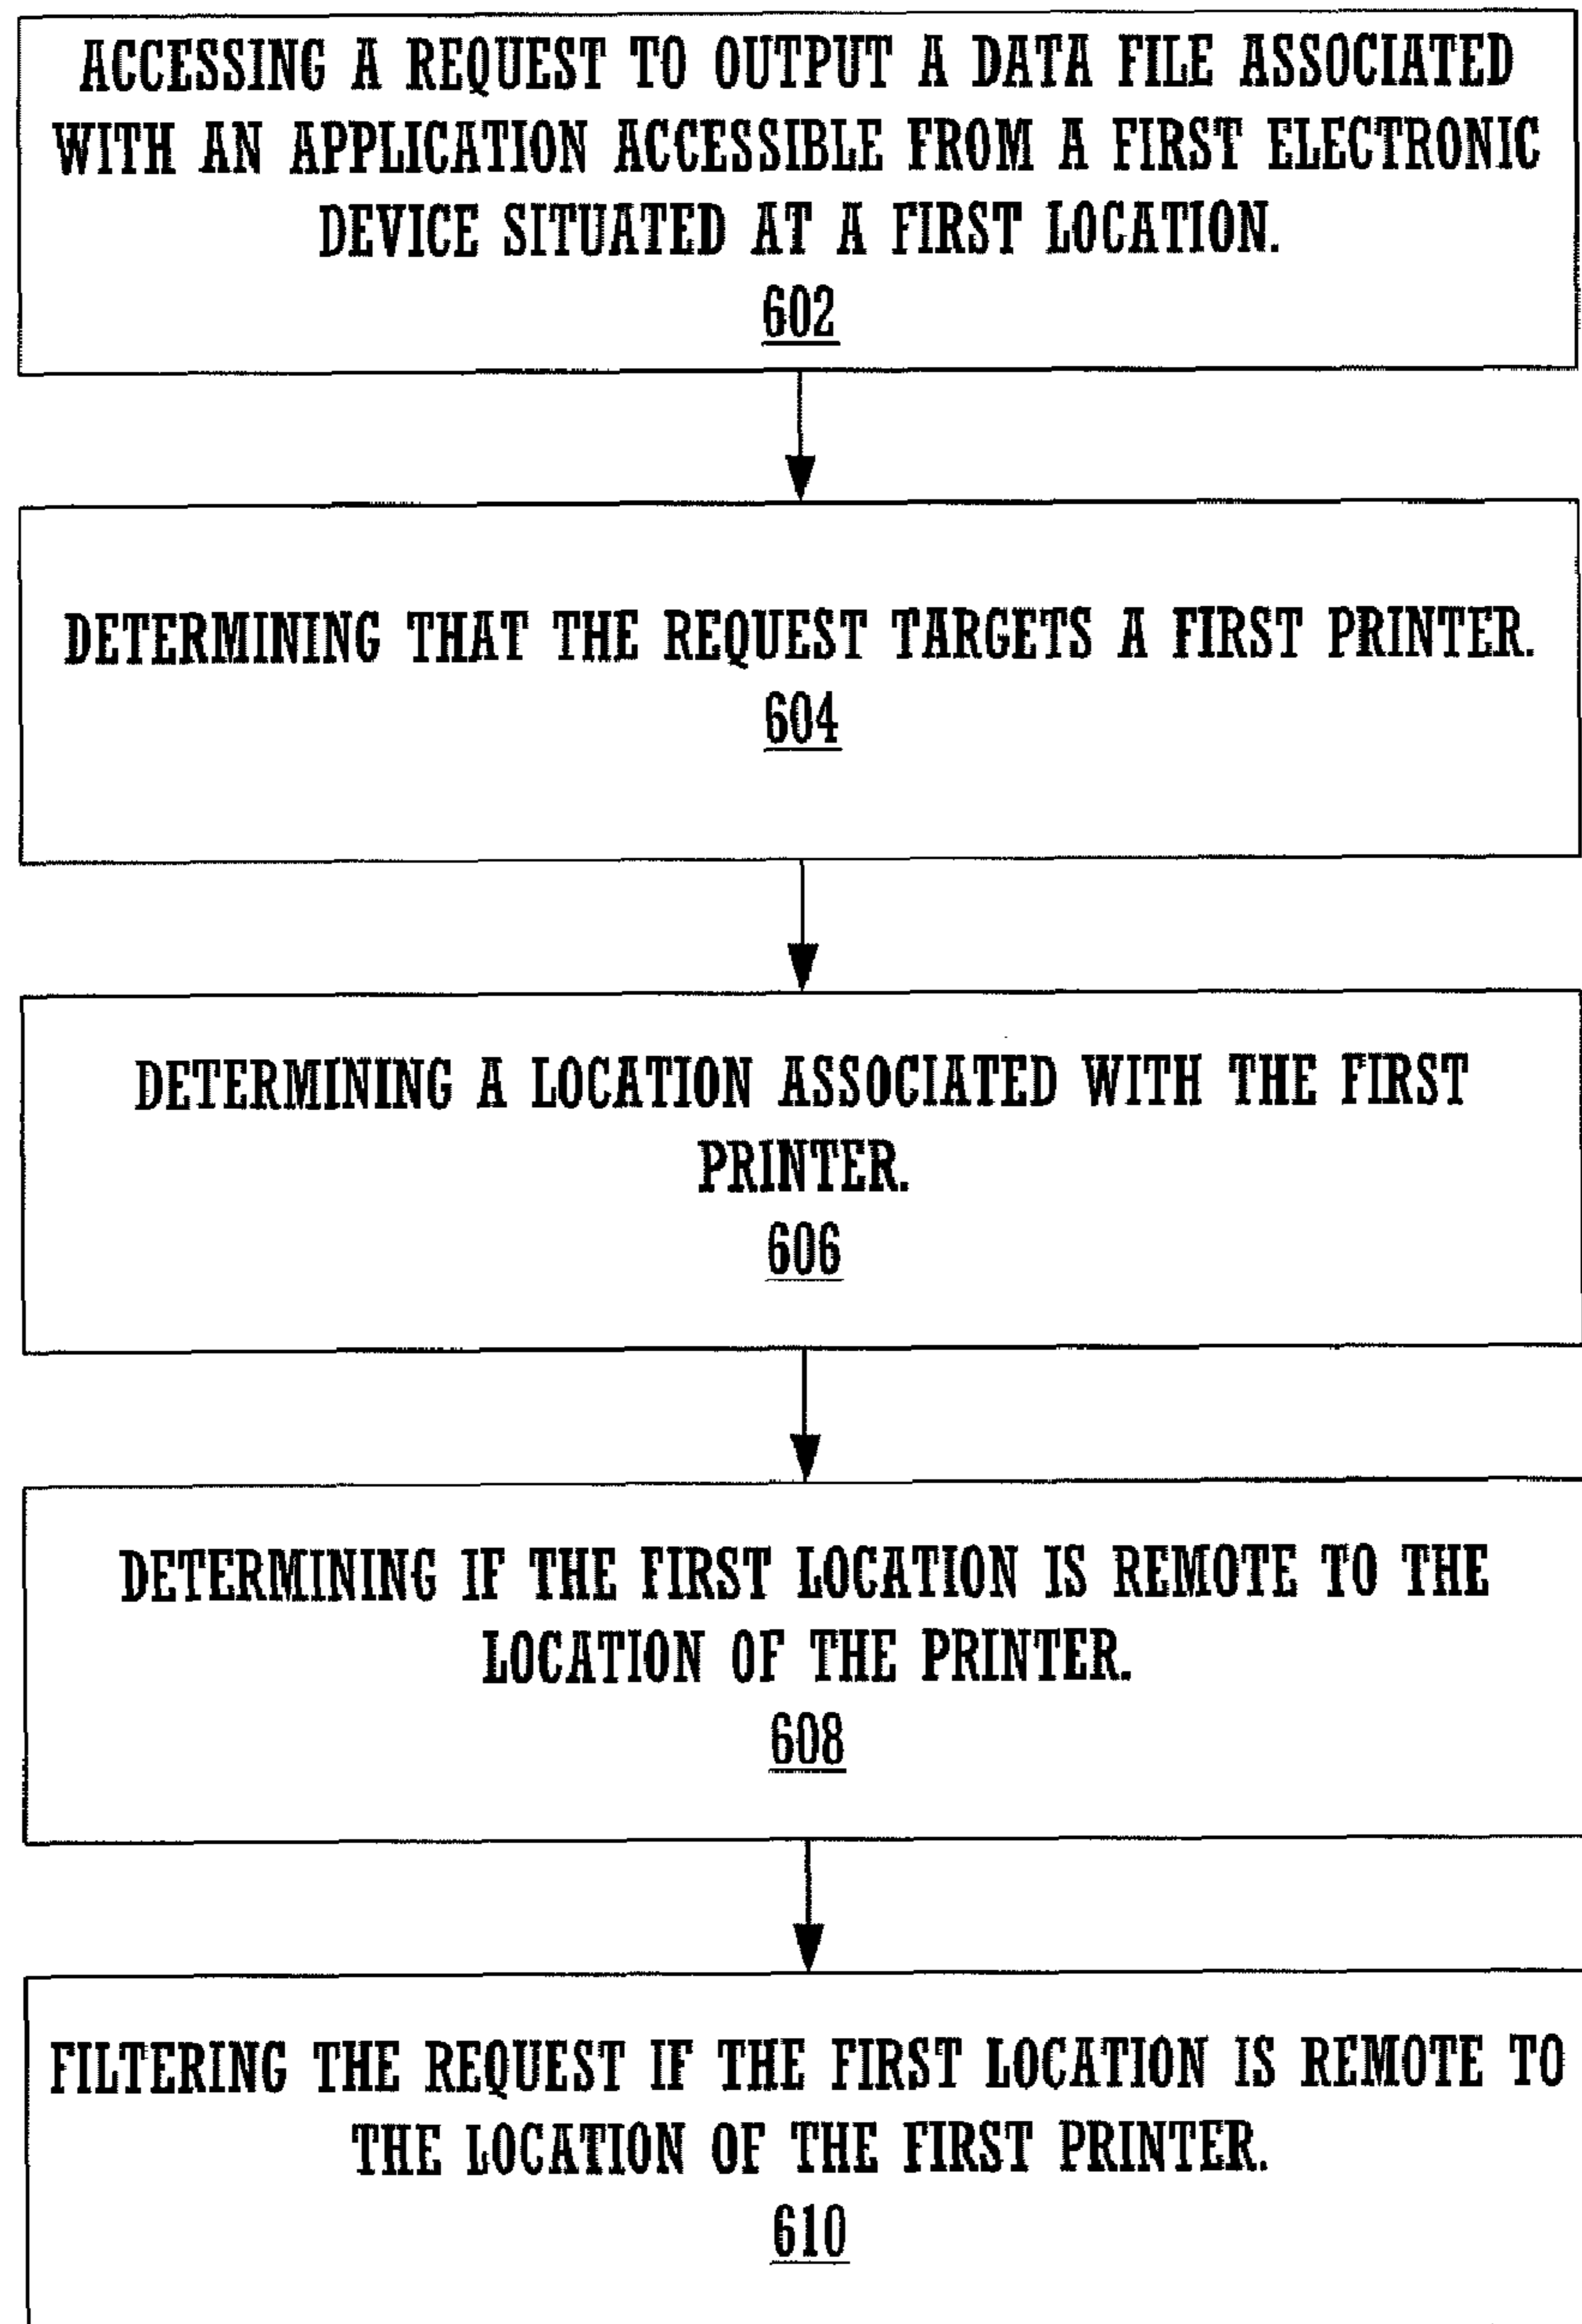 ACCESSING A REQUEST TO OUTPUT A DATA FILE ASSOCIATED
WITH AN APPLICATION ACCESSIBLE FROM A FIRST ELECTRONIC
DEVICE SITUATED AT A FIRST LOCATION.
602
DETERMINING THAT THE REQUEST TARGETS A FIRST PRINTER.
604
DETERMINING A LOCATION ASSOCIATED WITH THE FIRST
PRINTER.
606
DETERMINING IF THE FIRST LOCATION IS REMOTE TO THE
LOCATION OF THE PRINTER.
608
FILTERING THE REQUEST IF THE FIRST LOCATION IS REMOTE TO
THE LOCATION OF THE FIRST PRINTER.
610